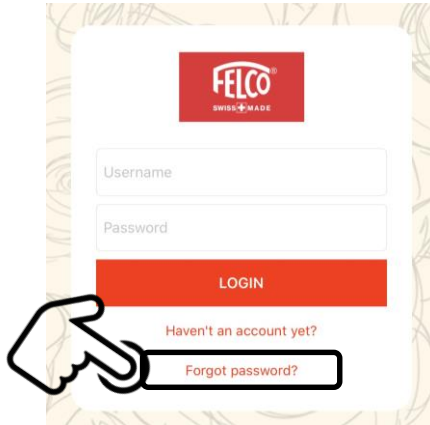 FELCO®
SWISS MADE
Username
Password
LOGIN
Haven't an account yet?
Forgot password?